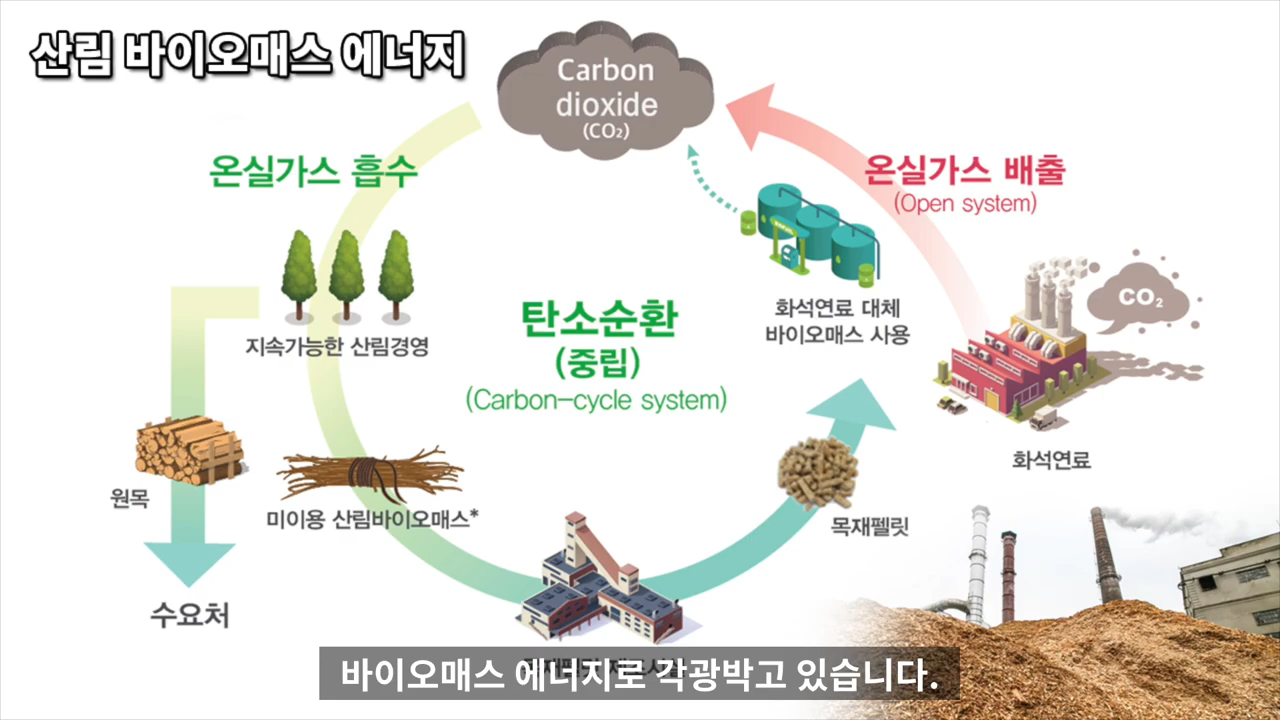 산림 바이오매스 에너지
Carbon
dioxide
(CO₂)
온실가스 흡수
온실가스 배출
(Open system)
CO₂
지속가능한 산림경영
탄소순환
(중립)
(Carbon-cycle system)
화석연료 대체
바이오매스 사용
화석연료
원목
미이용 산림바이오매스*
목재펠릿
수요처
바이오매스 에너지로 각광박고 있습니다.